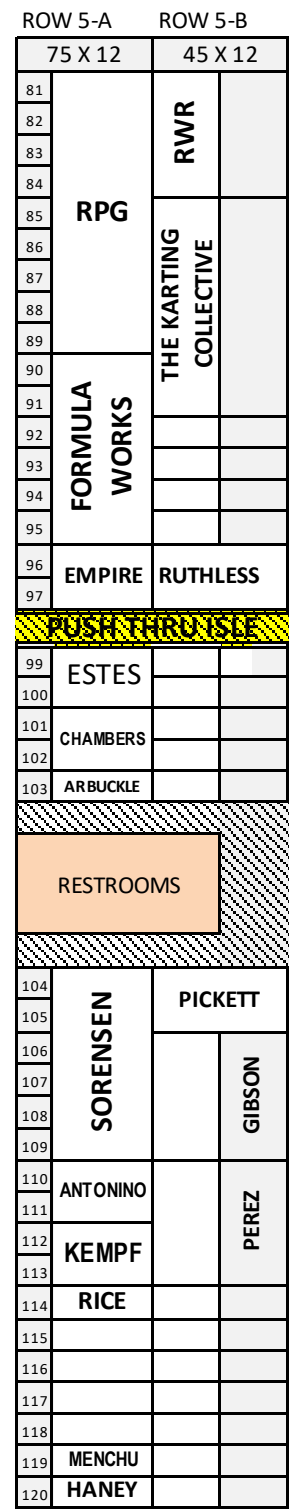 ROW 5-A ROW 5-B
75 X 12 45 X 12
81
82
83
84
RWR
85
86
87
88
89
RPG
THE KARTING
COLLECTIVE
90
91
92
93
94
95
FORMULA
WORKS
96
97
EMPIRE RUTHLESS
PUSH THRU ISLE
99
100
ESTES
101
102
CHAMBERS
103 ARBUCKLE
RESTROOMS
104
105
PICKETT
106
107
108
109
SORENSEN
GIBSON
110
111
ANTONINO
112
113
KEMPF
PEREZ
114 RICE
115
116
117
118
119 MENCHU
120 HANEY